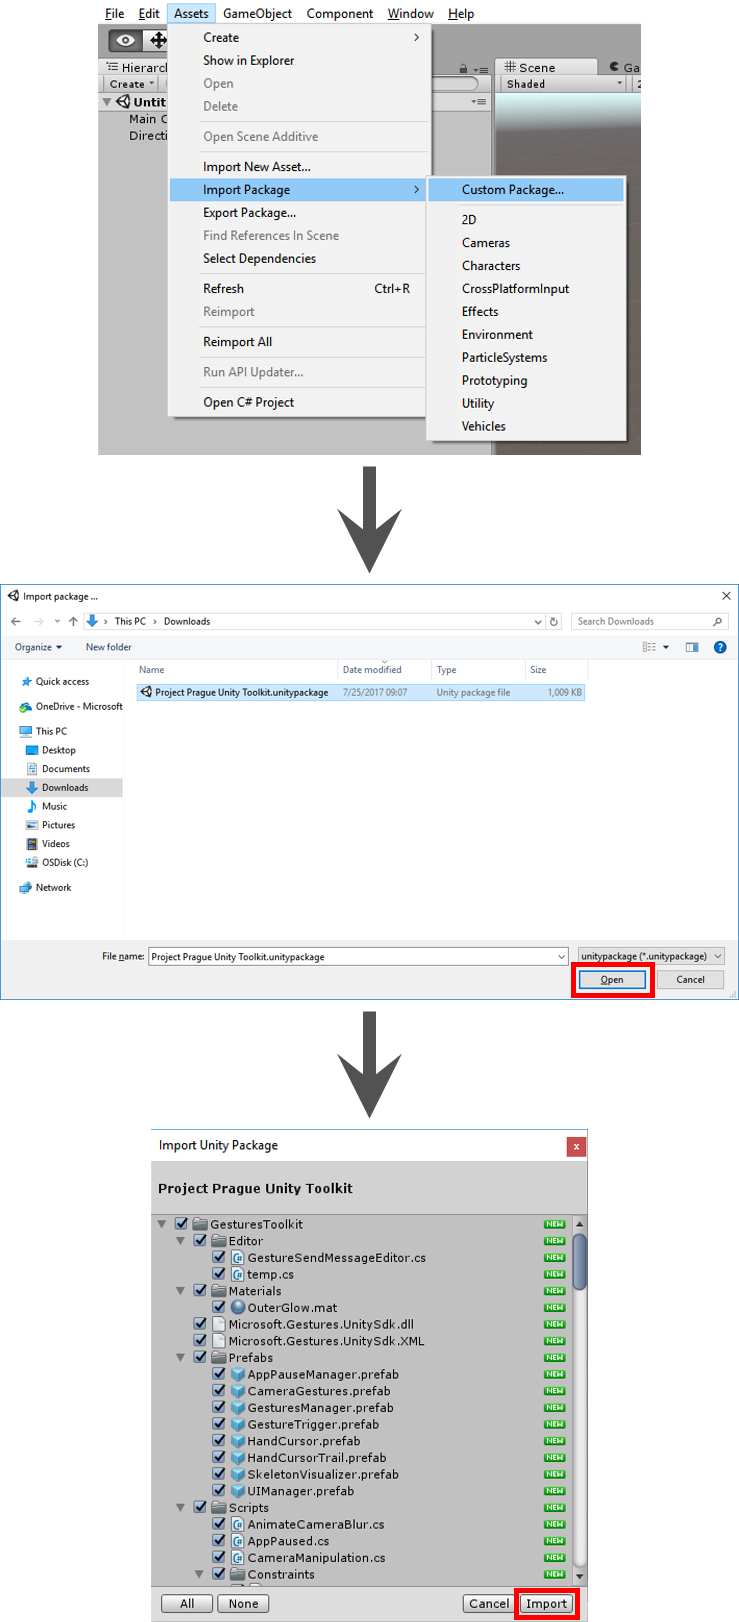 File Edit Assets GameObject Component Window Help
Create
Show in Explorer
Open
Delete
Open Scene Additive
Import New Asset...
Import Package
Export Package...
Find References In Scene
Select Dependencies
Refresh Ctrl+R
Reimport
Reimport All
Run API Updater...
Open C# Project
Hierarc
Create
Untit
Main C
Directi
Scene Ga
Shaded 2
Custom Package...
2D
Cameras
Characters
CrossPlatformInput
Effects
Environment
ParticleSystems
Prototyping
Utility
Vehicles
Import package ...
This PC Downloads Search Downloads
Organize New folder
Name Date modified Type Size
Project Prague Unity Toolkit.unitypackage 7/25/2017 09:07 Unity package file 1,009 KB
Quick access
OneDrive - Microsoft
This PC
Desktop
Documents
Downloads
Music
Pictures
Videos
OSDisk (C:)
Network
File name: Project Prague Unity Toolkit.unitypackage unitypackage (*.unitypackage)
Open Cancel
Import Unity Package
Project Prague Unity Toolkit
GesturesToolkit NEW
Editor NEW
GestureSendMessageEditor.cs NEW
temp.cs NEW
Materials NEW
OuterGlow.mat NEW
Microsoft.Gestures.UnitySdk.dll NEW
Microsoft.Gestures.UnitySdk.XML NEW
Prefabs NEW
AppPauseManager.prefab NEW
CameraGestures.prefab NEW
GesturesManager.prefab NEW
GestureTrigger.prefab NEW
HandCursor.prefab NEW
HandCursorTrail.prefab NEW
SkeletonVisualizer.prefab NEW
UIManager.prefab NEW
Scripts NEW
AnimateCameraBlur.cs NEW
AppPaused.cs NEW
CameraManipulation.cs NEW
Constraints NEW
All None Cancel Import